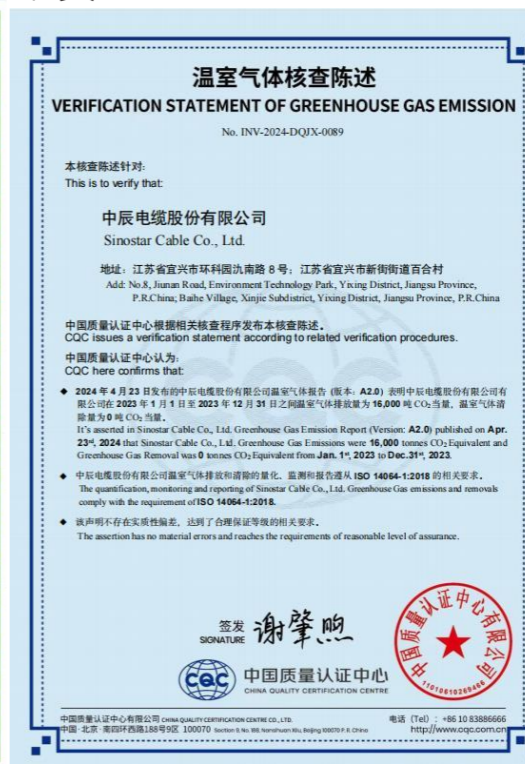 温室气体核查陈述
VERIFICATION STATEMENT OF GREENHOUSE GAS EMISSION
No. INV-2024-DQJX-0089
本核查陈述针对:
This is to verify that:
中辰电缆股份有限公司
Sinostar Cable Co., Ltd.
地址：江苏省宜兴市环科园氿南路 8 号；江苏省宜兴市新街街道百合村
Add: No.8, Jiunan Road, Environment Technology Park, Yixing District, Jiangsu Province,
P.R.China; Baihe Village, Xinjie Subdistrict, Yixing District, Jiangsu Province, P.R.China
中国质量认证中心根据相关核查程序发布本核查陈述。
CQC issues a verification statement according to related verification procedures.
中国质量认证中心认为:
CQC here confirms that:
◆ 2024 年 4 月 23 日发布的中辰电缆股份有限公司温室气体报告 (版本: A2.0) 表明中辰电缆股份有
限公司在 2023 年 1 月 1 日至 2023 年 12 月 31 日之间温室气体排放量为 16,000 吨 CO₂当量，温室气体清
除量为 0 吨 CO₂当量。
It's asserted in Sinostar Cable Co., Ltd. Greenhouse Gas Emission Report (Version: A2.0) published on Apr.
23rd, 2024 that Sinostar Cable Co., Ltd. Greenhouse Gas Emissions were 16,000 tonnes CO₂ Equivalent and
Greenhouse Gas Removal was 0 tonnes CO₂ Equivalent from Jan. 1st, 2023 to Dec.31st, 2023.
◆ 中辰电缆股份有限公司温室气体排放和清除的量化、监测和报告遵从 ISO 14064-1:2018 的相关要求。
The quantification, monitoring and reporting of Sinostar Cable Co., Ltd. Greenhouse Gas emissions and removals
comply with the requirement of ISO 14064-1:2018.
◆ 该声明不存在实质性偏差，达到了合理保证等级的相关要求。
The assertion has no material errors and reaches the requirements of reasonable level of assurance.
签发 谢肇煦
SIGNATURE
CQC 中国质量认证中心
CHINA QUALITY CERTIFICATION CENTRE
中国质量认证中心有限公司
11010610269466
中国质量认证中心有限公司 CHINA QUALITY CERTIFICATION CENTRE CO., LTD.
电话 (Tel) : +86 10 83886666
中国·北京·南四环西路188号9区 100070 Section 9, No. 188, Nansihuan Xilu, Beijing 100070 P. R. China
http://www.cqc.com.cn